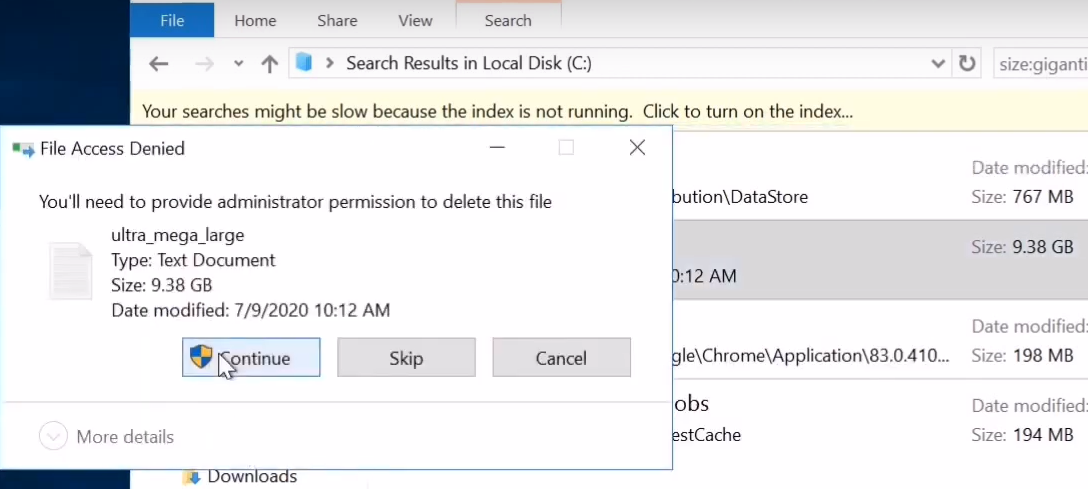 File Home Share View Search
Search Results in Local Disk (C:) size:giganti
Your searches might be slow because the index is not running. Click to turn on the index...
File Access Denied
You'll need to provide administrator permission to delete this file
ultra_mega_large
Type: Text Document
Size: 9.38 GB
Date modified: 7/9/2020 10:12 AM
Continue Skip Cancel
More details
Date modified:
bution\DataStore Size: 767 MB
Size: 9.38 GB
0:12 AM
Date modified:
gle\Chrome\Application\83.0.410... Size: 198 MB
obs Date modified:
estCache Size: 194 MB
Downloads